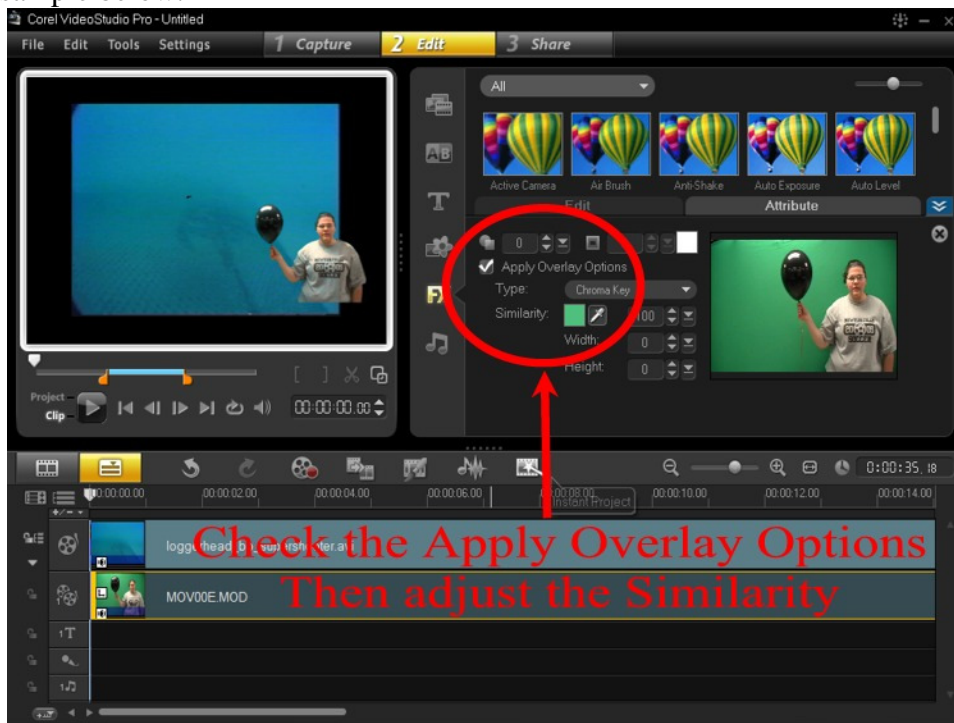 Corel VideoStudio Pro - Untitled
File Edit Tools Settings 1 Capture 2 Edit 3 Share
All
Active Camera Air Brush Anti-Shake Auto Exposure Auto Level
Edit Attribute
0
Apply Overlay Options
Type: Chroma Key
Similarity: 100
Width: 0
Height: 0
Project
Clip
00:00:00.00
0:00:35.18
00:00:00.00 00:00:02.00 00:00:04.00 00:00:06.00 00:00:08.00 00:00:10.00 00:00:12.00 00:00:14.00
Instant Project
Check the Apply Overlay Options
Then adjust the Similarity
MOV00E.MOD
1T